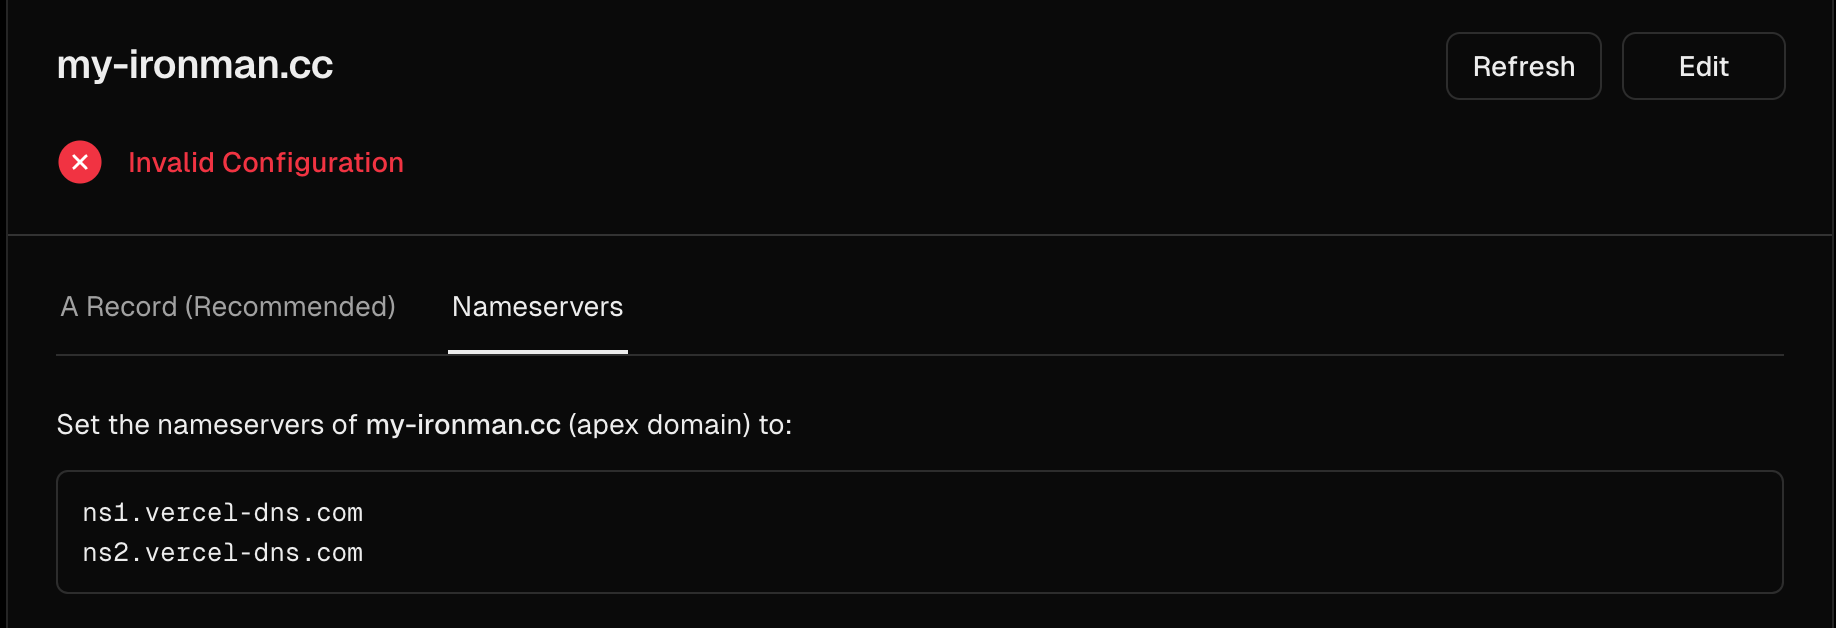 my-ironman.cc
Refresh
Edit
Invalid Configuration
A Record (Recommended)
Nameservers
Set the nameservers of my-ironman.cc (apex domain) to:
ns1.vercel-dns.com
ns2.vercel-dns.com